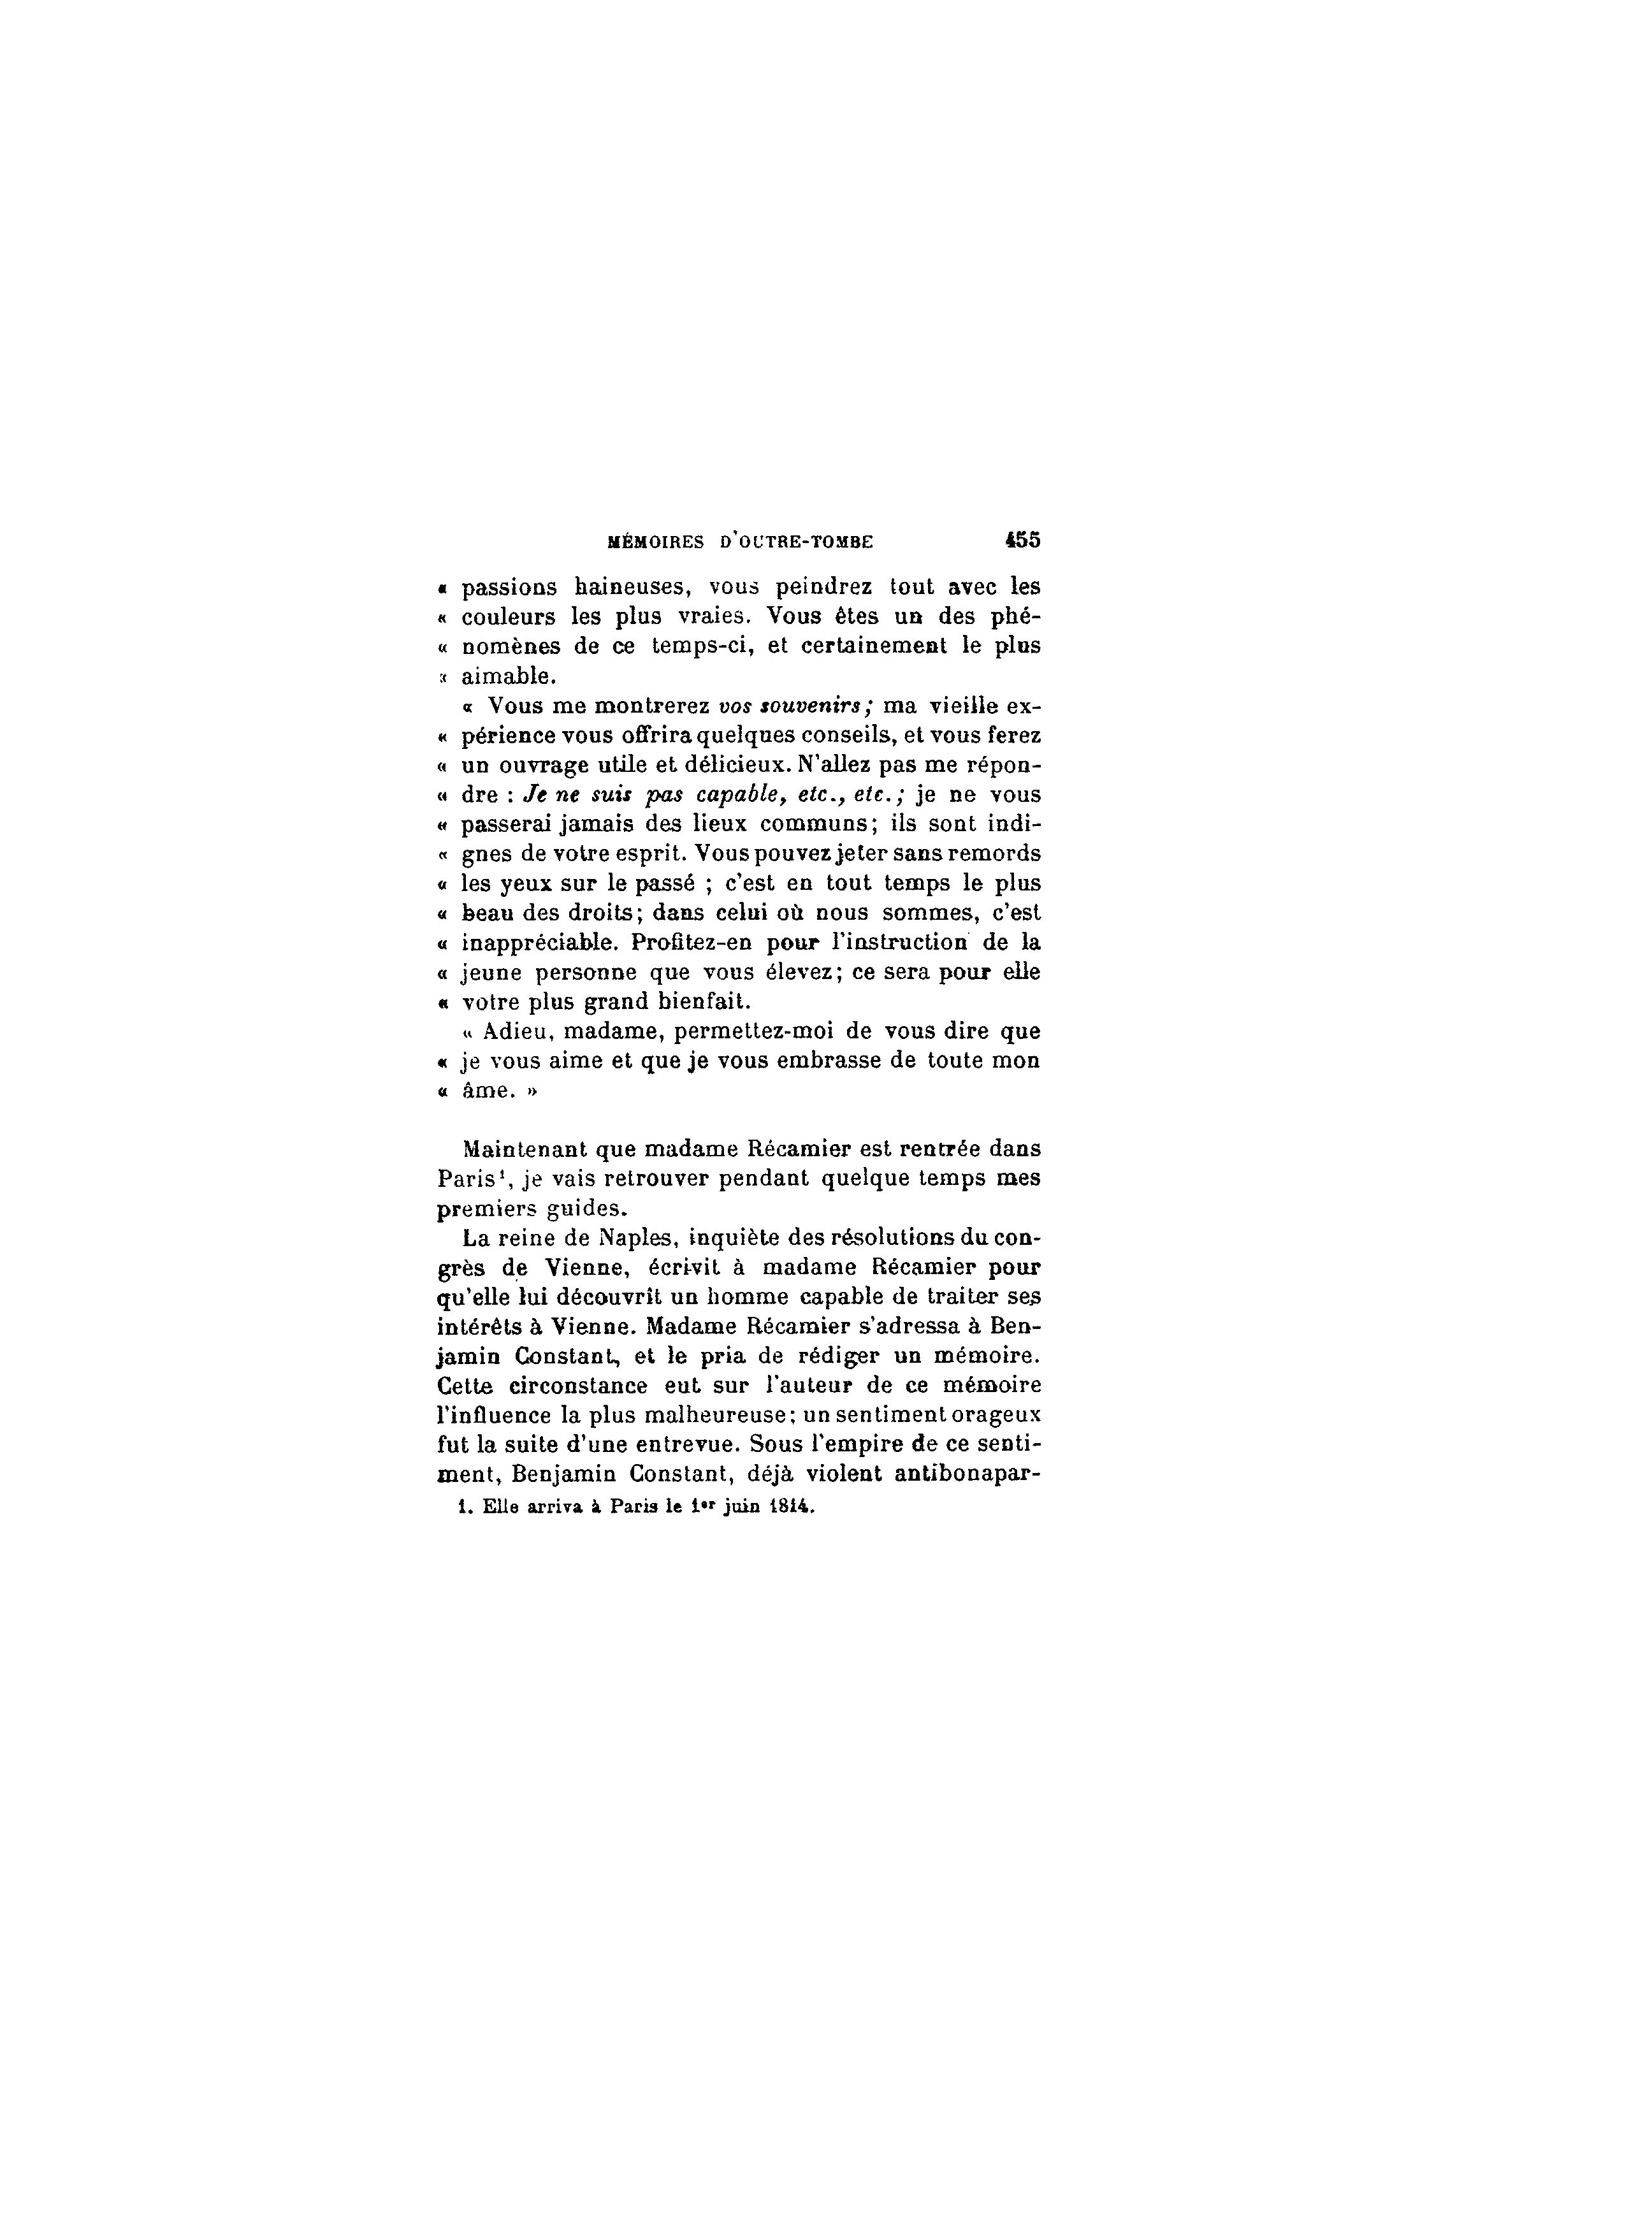 MÉMOIRES D'OUTRE-TOMBE 455
« passions haineuses, vous peindrez tout avec les
« couleurs les plus vraies. Vous êtes un des phé-
« nomènes de ce temps-ci, et certainement le plus
« aimable.
« Vous me montrerez vos souvenirs; ma vieille ex-
« périence vous offrira quelques conseils, et vous ferez
« un ouvrage utile et délicieux. N'allez pas me répon-
« dre : Je ne suis pas capable, etc., etc.; je ne vous
« passerai jamais des lieux communs; ils sont indi-
« gnes de votre esprit. Vous pouvez jeter sans remords
« les yeux sur le passé ; c'est en tout temps le plus
« beau des droits; dans celui où nous sommes, c'est
« inappréciable. Profitez-en pour l'instruction de la
« jeune personne que vous élevez; ce sera pour elle
« votre plus grand bienfait.
« Adieu, madame, permettez-moi de vous dire que
« je vous aime et que je vous embrasse de toute mon
« âme. »
Maintenant que madame Récamier est rentrée dans
Paris¹, je vais retrouver pendant quelque temps mes
premiers guides.
La reine de Naples, inquiète des résolutions du con-
grès de Vienne, écrivit à madame Récamier pour
qu'elle lui découvrît un homme capable de traiter ses
intérêts à Vienne. Madame Récamier s'adressa à Ben-
jamin Constant, et le pria de rédiger un mémoire.
Cette circonstance eut sur l'auteur de ce mémoire
l'influence la plus malheureuse; un sentiment orageux
fut la suite d'une entrevue. Sous l'empire de ce senti-
ment, Benjamin Constant, déjà violent antibonapar-
1. Elle arriva à Paris le 1er juin 1814.